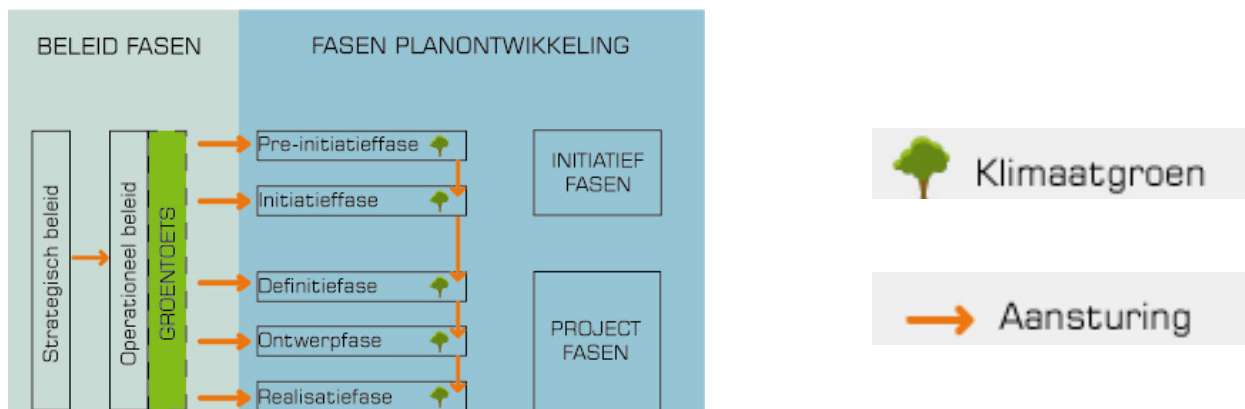 BELEID FASEN
FASEN PLANONTWIKKELING
Strategisch beleid
Operationeel beleid
GROENTOETS
Pre-initiatieffase
Initiatieffase
Definitiefase
Ontwerpfase
Realisatiefase
INITIATIEF
FASEN
PROJECT
FASEN
Klimaatgroen
Aansturing